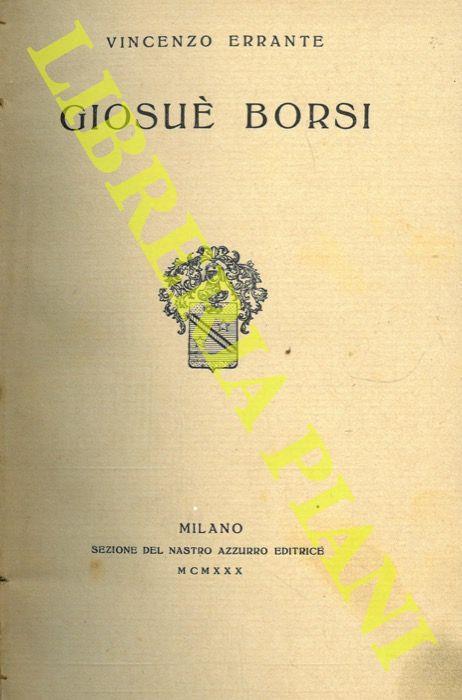 VINCENZO ERRANTE
GIOSUÈ BORSI
MILANO
SEZIONE DEL NASTRO AZZURRO EDITRICE
MCMXXX
LIBRERIA PIANI